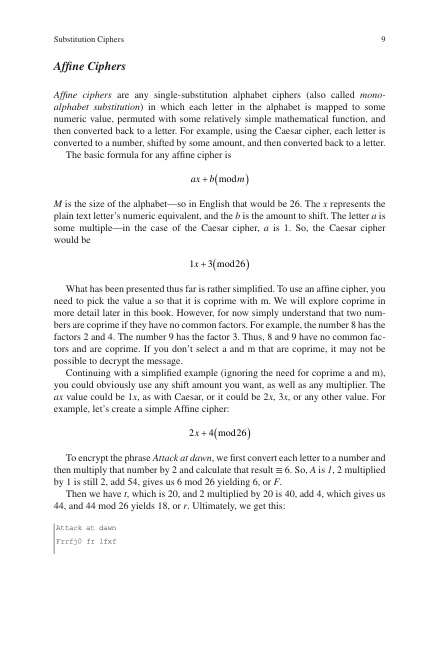 Substitution Ciphers 9
Affine Ciphers
Affine ciphers are any single-substitution alphabet ciphers (also called mono-
alphabet substitution) in which each letter in the alphabet is mapped to some
numeric value, permuted with some relatively simple mathematical function, and
then converted back to a letter. For example, using the Caesar cipher, each letter is
converted to a number, shifted by some amount, and then converted back to a letter.
The basic formula for any affine cipher is
ax + b(mod m)
M is the size of the alphabet—so in English that would be 26. The x represents the
plain text letter's numeric equivalent, and the b is the amount to shift. The letter a is
some multiple—in the case of the Caesar cipher, a is 1. So, the Caesar cipher
would be
1x + 3(mod 26)
What has been presented thus far is rather simplified. To use an affine cipher, you
need to pick the value a so that it is coprime with m. We will explore coprime in
more detail later in this book. However, for now simply understand that two num-
bers are coprime if they have no common factors. For example, the number 8 has the
factors 2 and 4. The number 9 has the factor 3. Thus, 8 and 9 have no common fac-
tors and are coprime. If you don't select a and m that are coprime, it may not be
possible to decrypt the message.
Continuing with a simplified example (ignoring the need for coprime a and m),
you could obviously use any shift amount you want, as well as any multiplier. The
ax value could be 1x, as with Caesar, or it could be 2x, 3x, or any other value. For
example, let's create a simple Affine cipher:
2x + 4(mod 26)
To encrypt the phrase Attack at dawn, we first convert each letter to a number and
then multiply that number by 2 and calculate that result ≡ 6. So, A is 1, 2 multiplied
by 1 is still 2, add 54, gives us 6 mod 26 yielding 6, or F.
Then we have t, which is 20, and 2 multiplied by 20 is 40, add 4, which gives us
44, and 44 mod 26 yields 18, or r. Ultimately, we get this:
Attack at dawn
Frrfj0 fr lfxf